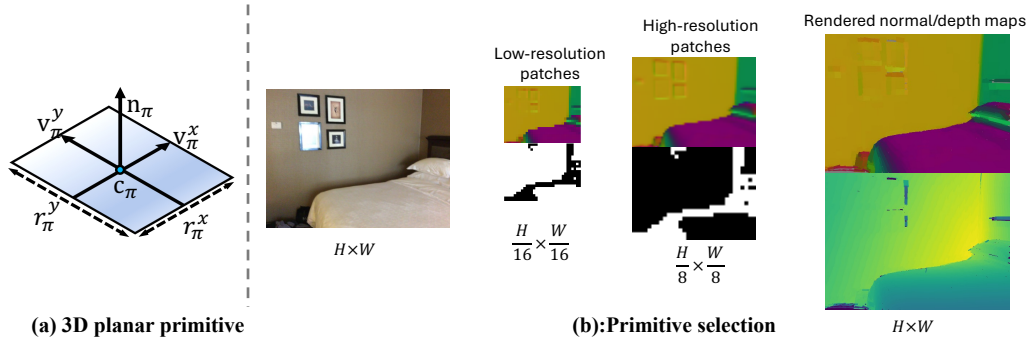 n_π
v_π^y
v_π^x
c_π
r_π^y
r_π^x
(a) 3D planar primitive
H×W
Low-resolution
patches
H/16 × W/16
High-resolution
patches
H/8 × W/8
Rendered normal/depth maps
H×W
(b):Primitive selection